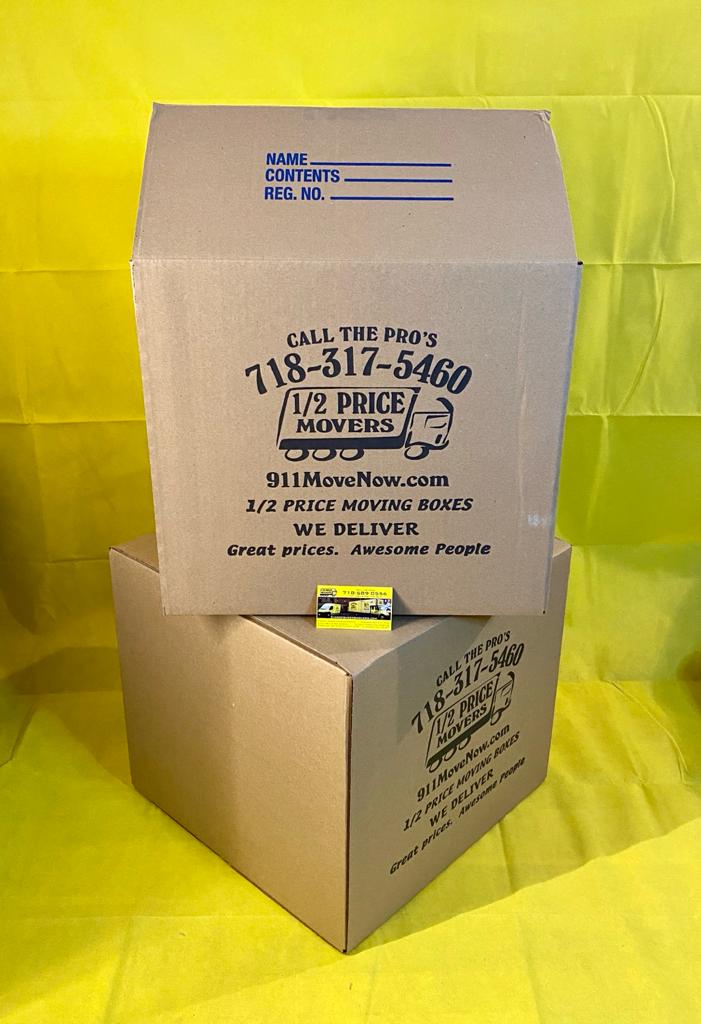 NAME
CONTENTS
REG. NO.
CALL THE PRO'S
718-317-5460
1/2 PRICE
MOVERS
911MoveNow.com
1/2 PRICE MOVING BOXES
WE DELIVER
Great prices. Awesome People
CALL THE PRO'S
718-317-5460
1/2 PRICE
MOVERS
911MoveNow.com
1/2 PRICE MOVING BOXES
WE DELIVER
Great prices. Awesome People